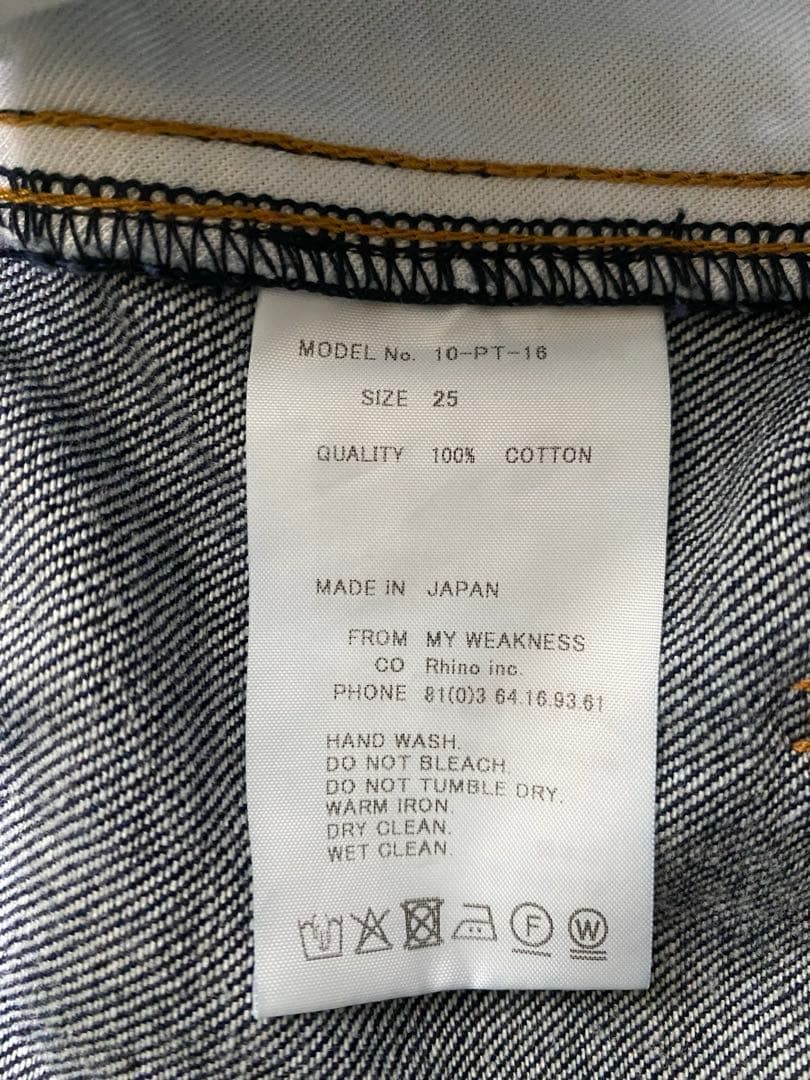 MODEL No. 10-PT-16
SIZE 25
QUALITY 100% COTTON
MADE IN JAPAN
FROM MY WEAKNESS
CO Rhino inc.
PHONE 81(0)3 64.16.93.61
HAND WASH.
DO NOT BLEACH.
DO NOT TUMBLE DRY.
WARM IRON.
DRY CLEAN.
WET CLEAN.
F W